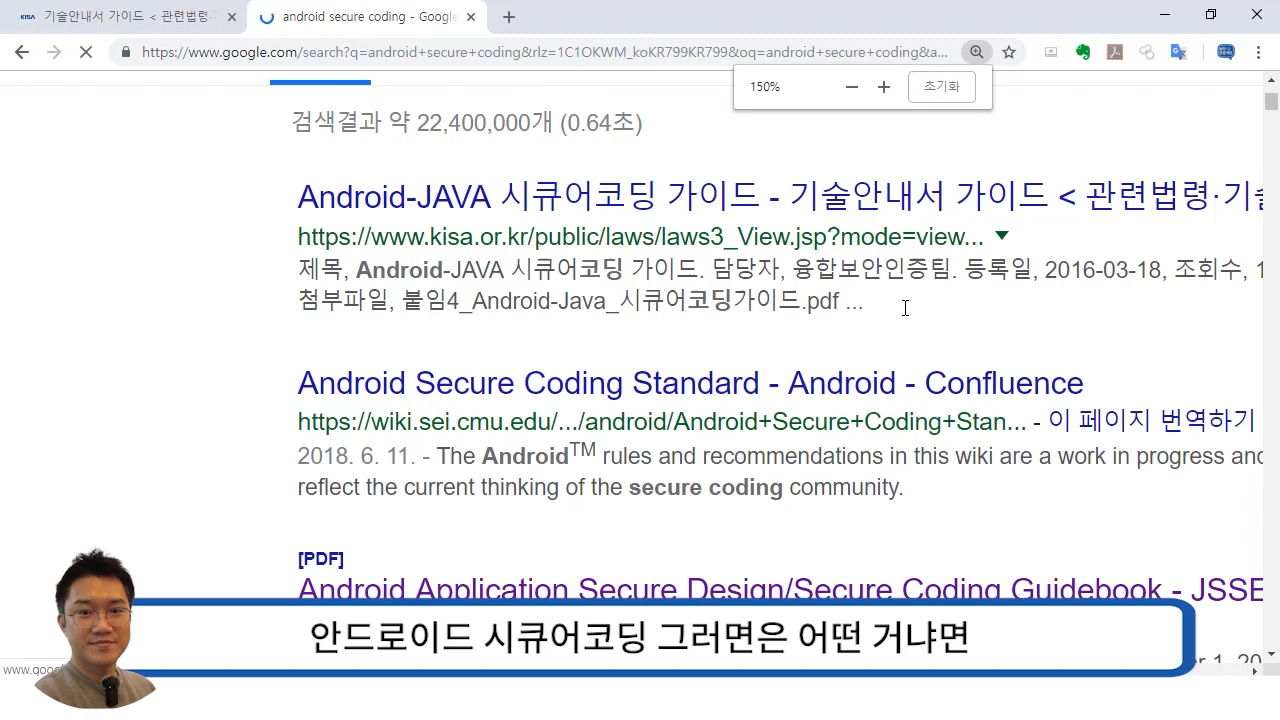 KISA 기술안내서 가이드 < 관련법령·
android secure coding - Google
https://www.google.com/search?q=android+secure+coding&rlz=1C1OKWM_koKR799KR799&oq=android+secure+coding&a...
150%
초기화
검색결과 약 22,400,000개 (0.64초)
Android-JAVA 시큐어코딩 가이드 - 기술안내서 가이드 < 관련법령·기술
https://www.kisa.or.kr/public/laws/laws3_View.jsp?mode=view...
제목, Android-JAVA 시큐어코딩 가이드. 담당자, 융합보안인증팀. 등록일, 2016-03-18, 조회수, 1
첨부파일, 붙임4_Android-Java_시큐어코딩가이드.pdf ...
Android Secure Coding Standard - Android - Confluence
https://wiki.sei.cmu.edu/.../android/Android+Secure+Coding+Stan... - 이 페이지 번역하기
2018. 6. 11. - The Android™ rules and recommendations in this wiki are a work in progress and
reflect the current thinking of the secure coding community.
[PDF]
Android Application Secure Design/Secure Coding Guidebook - JSSE
안드로이드 시큐어코딩 그러면은 어떤 거냐면
www.goog